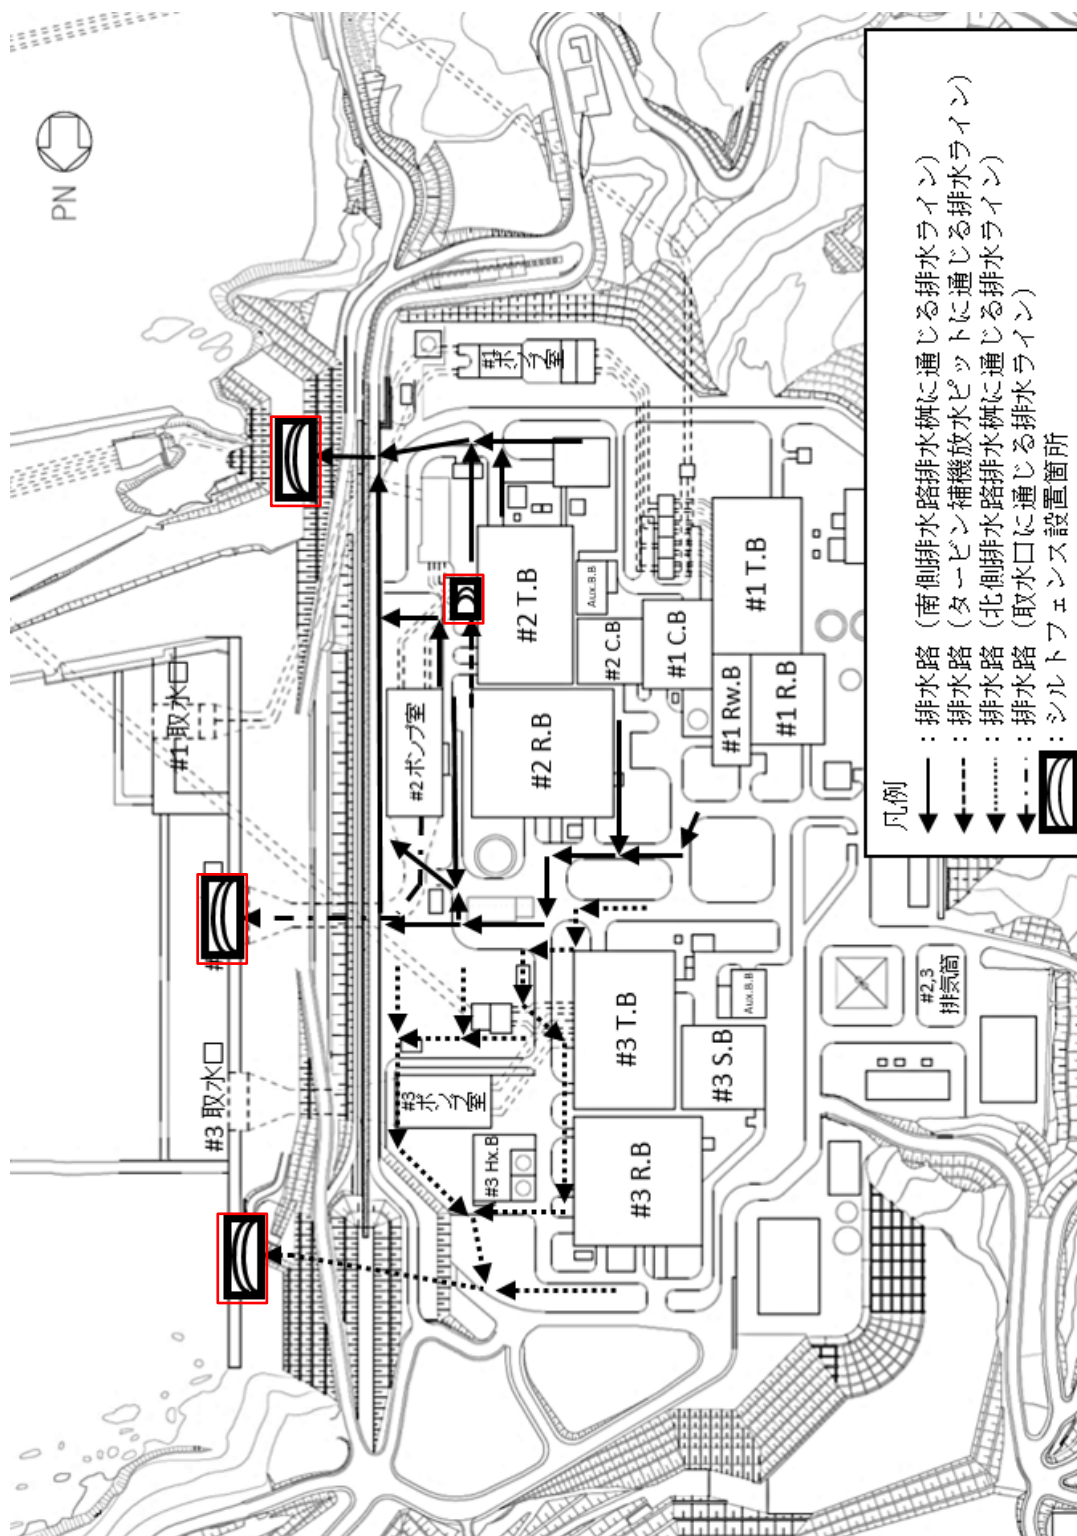 PN
#1 取水口
#
#3 取水口
#1
ポンプ室
#2 ポンプ室
#3
ポンプ室
#2 T.B
Aux.B.B
#2 C.B
#1 C.B
#1 T.B
#2 R.B
#1 Rw.B
#1 R.B
#3 T.B
Aux.B.B
#3 S.B
#3 Hx.B
#3 R.B
#2,3
排気筒
凡例
：排水路（南側排水路排水桝に通じる排水ライン）
：排水路（タービン補機放水ピットに通じる排水ライン）
：排水路（北側排水路排水桝に通じる排水ライン）
：排水路（取水口に通じる排水ライン）
：シルトフェンス設置箇所